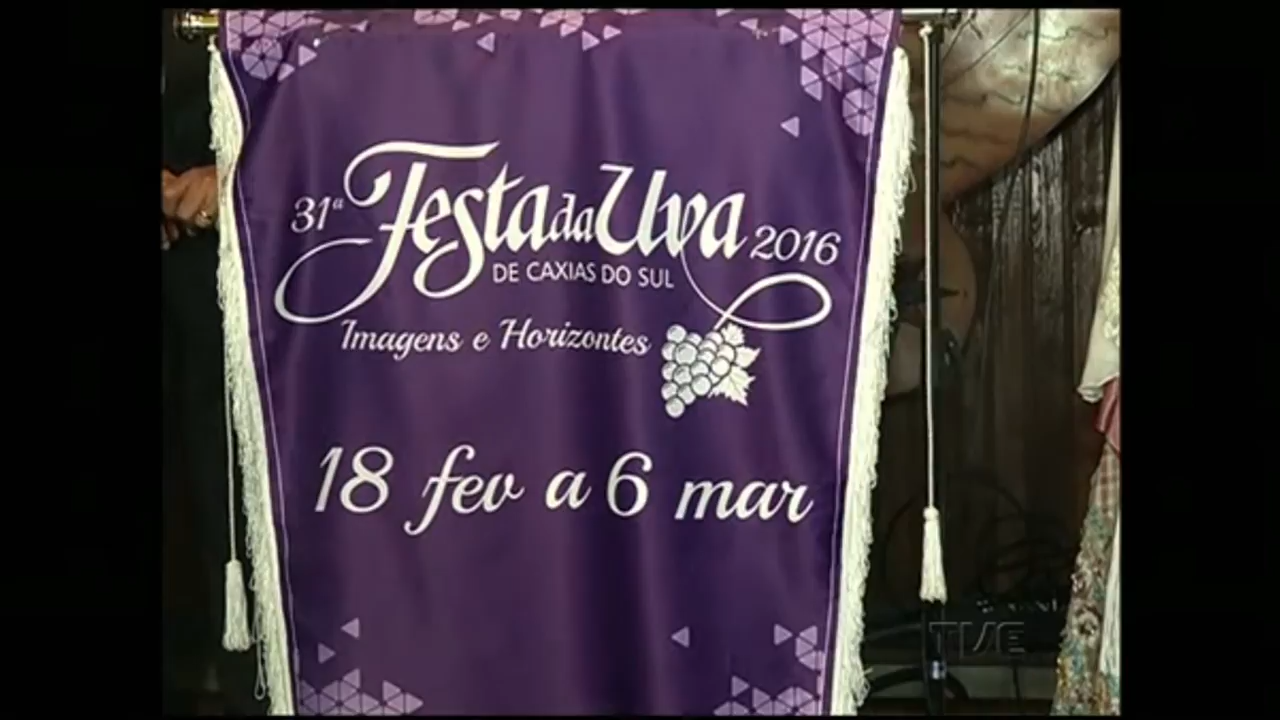 31ª Festa da Uva 2016
DE CAXIAS DO SUL
Imagens e Horizontes
18 fev a 6 mar
TVE